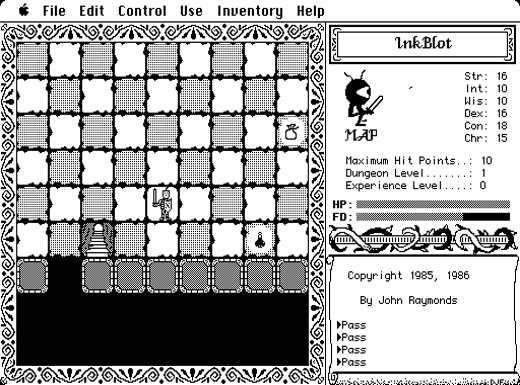 File Edit Control Use Inventory Help
InkBlot
Str: 16
Int: 10
Wis: 10
Dex: 16
Con: 18
Chr: 15
MAP
Maximum Hit Points..: 10
Dungeon Level.......: 1
Experience Level....: 0
HP:
FD:
Copyright 1985, 1986
By John Raymonds
Pass
Pass
Pass
Pass